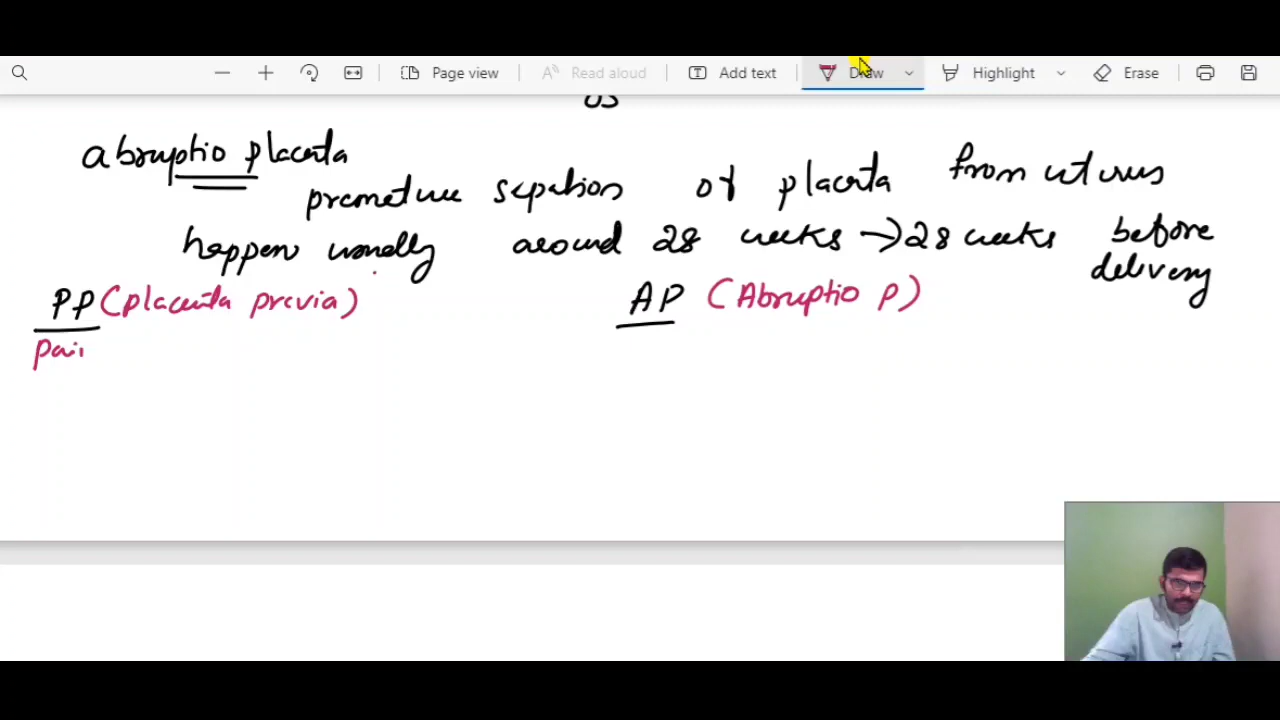 Page view
Read aloud
Add text
Draw
Highlight
Erase
os
abruptio placenta
premature sepation of placenta from uterus
happen usually around 28 weeks → 28 weeks before
delivery
PP (placenta previa) AP (Abruptio P)
pai